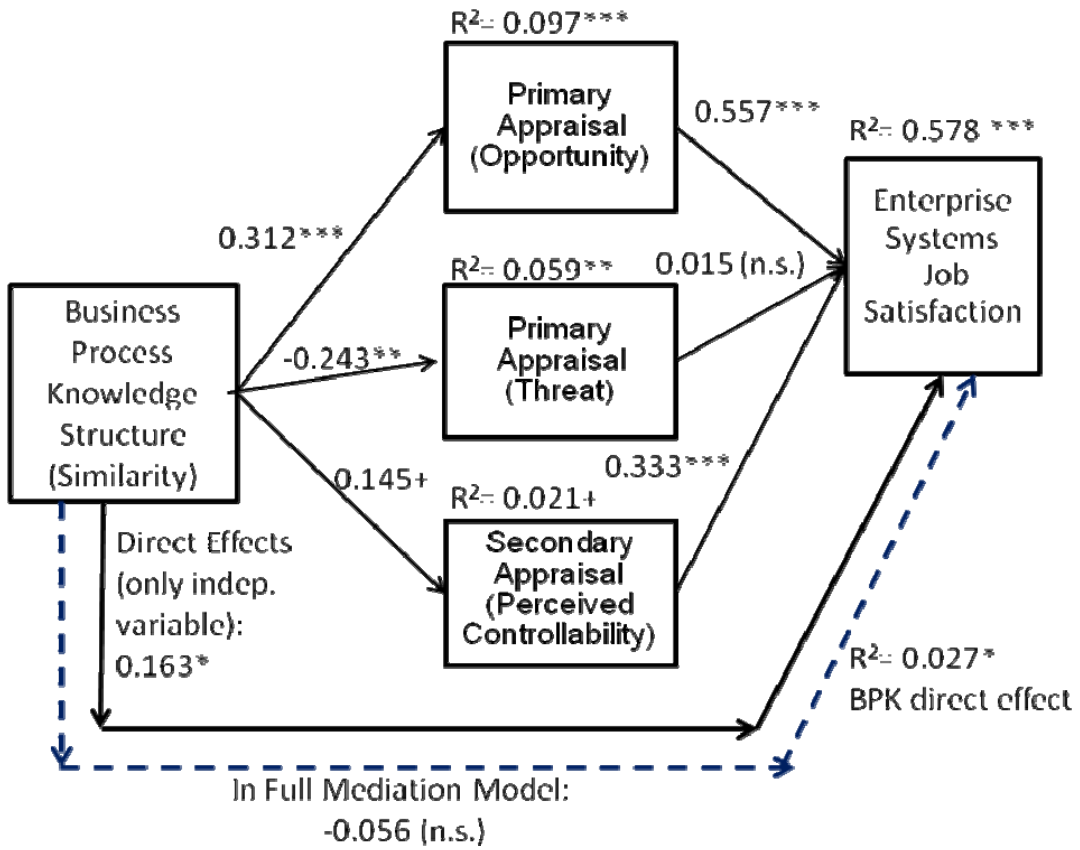 R²= 0.097***
Primary
Appraisal
(Opportunity)
0.557***
R²= 0.578 ***
Enterprise
Systems
Job
Satisfaction
0.312***
R²= 0.059**
0.015 (n.s.)
Business
Process
Knowledge
Structure
(Similarity)
-0.243**
Primary
Appraisal
(Threat)
0.145+
0.333***
R²= 0.021+
Secondary
Appraisal
(Perceived
Controllability)
Direct Effects
(only indep.
variable):
0.163*
R²= 0.027*
BPK direct effect
In Full Mediation Model:
-0.056 (n.s.)